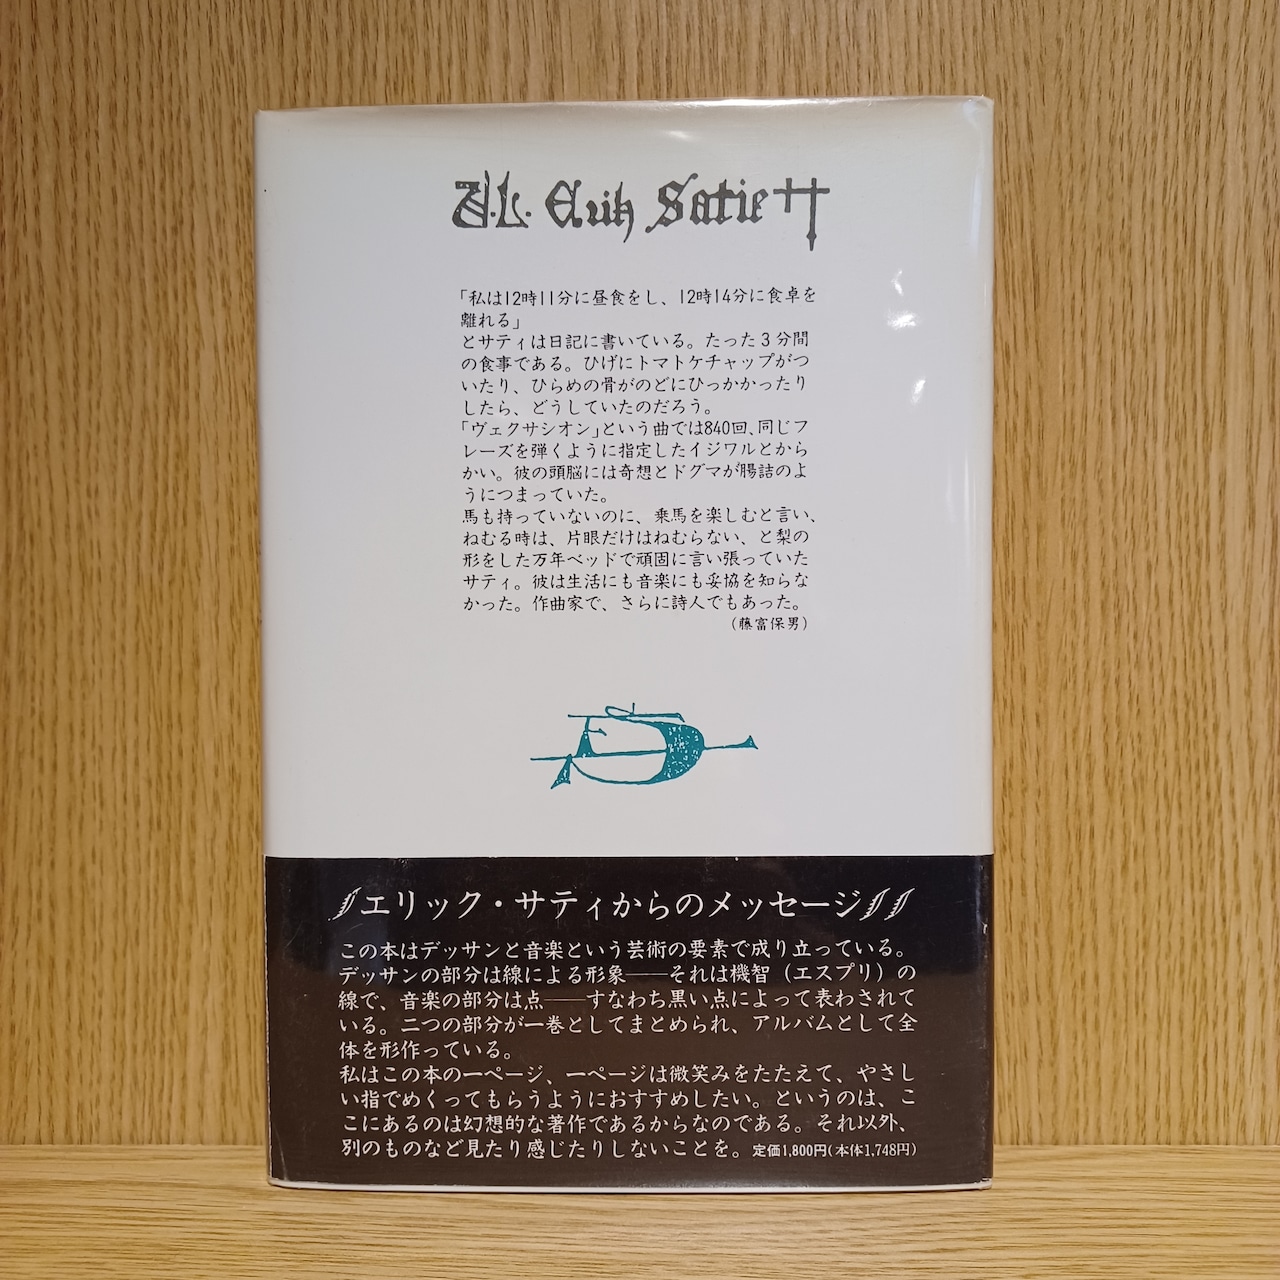 Erik Satie
「私は12時11分に昼食をし、12時14分に食卓を
離れる」
とサティは日記に書いている。たった3分間
の食事である。ひげにトマトケチャップがつ
いたり、ひらめの骨がのどにひっかかったり
したら、どうしていたのだろう。
「ヴェクサシオン」という曲では840回、同じフ
レーズを弾くように指定したイジワルとから
かい。彼の頭脳には奇想とドグマが腸詰のよ
うにつまっていた。
馬も持っていないのに、乗馬を楽しむと言い、
ねむる時は、片眼だけはねむらない、と梨の
形をした万年ベッドで頑固に言い張っていた
サティ。彼は生活にも音楽にも妥協を知らな
かった。作曲家で、さらに詩人でもあった。
(藤富保男)
エリック・サティからのメッセージ
この本はデッサンと音楽という芸術の要素で成り立っている。
デッサンの部分は線による形象――それは機智（エスプリ）の
線で、音楽の部分は点――すなわち黒い点によって表わされて
いる。二つの部分が一巻としてまとめられ、アルバムとして全
体を形作っている。
私はこの本の一ページ、一ページは微笑みをたたえて、やさし
い指でめくってもらうようにおすすめしたい。というのは、こ
こにあるのは幻想的な著作であるからなのである。それ以外、
別のものなど見たり感じたりしないことを。定価1,800円(本体1,748円)